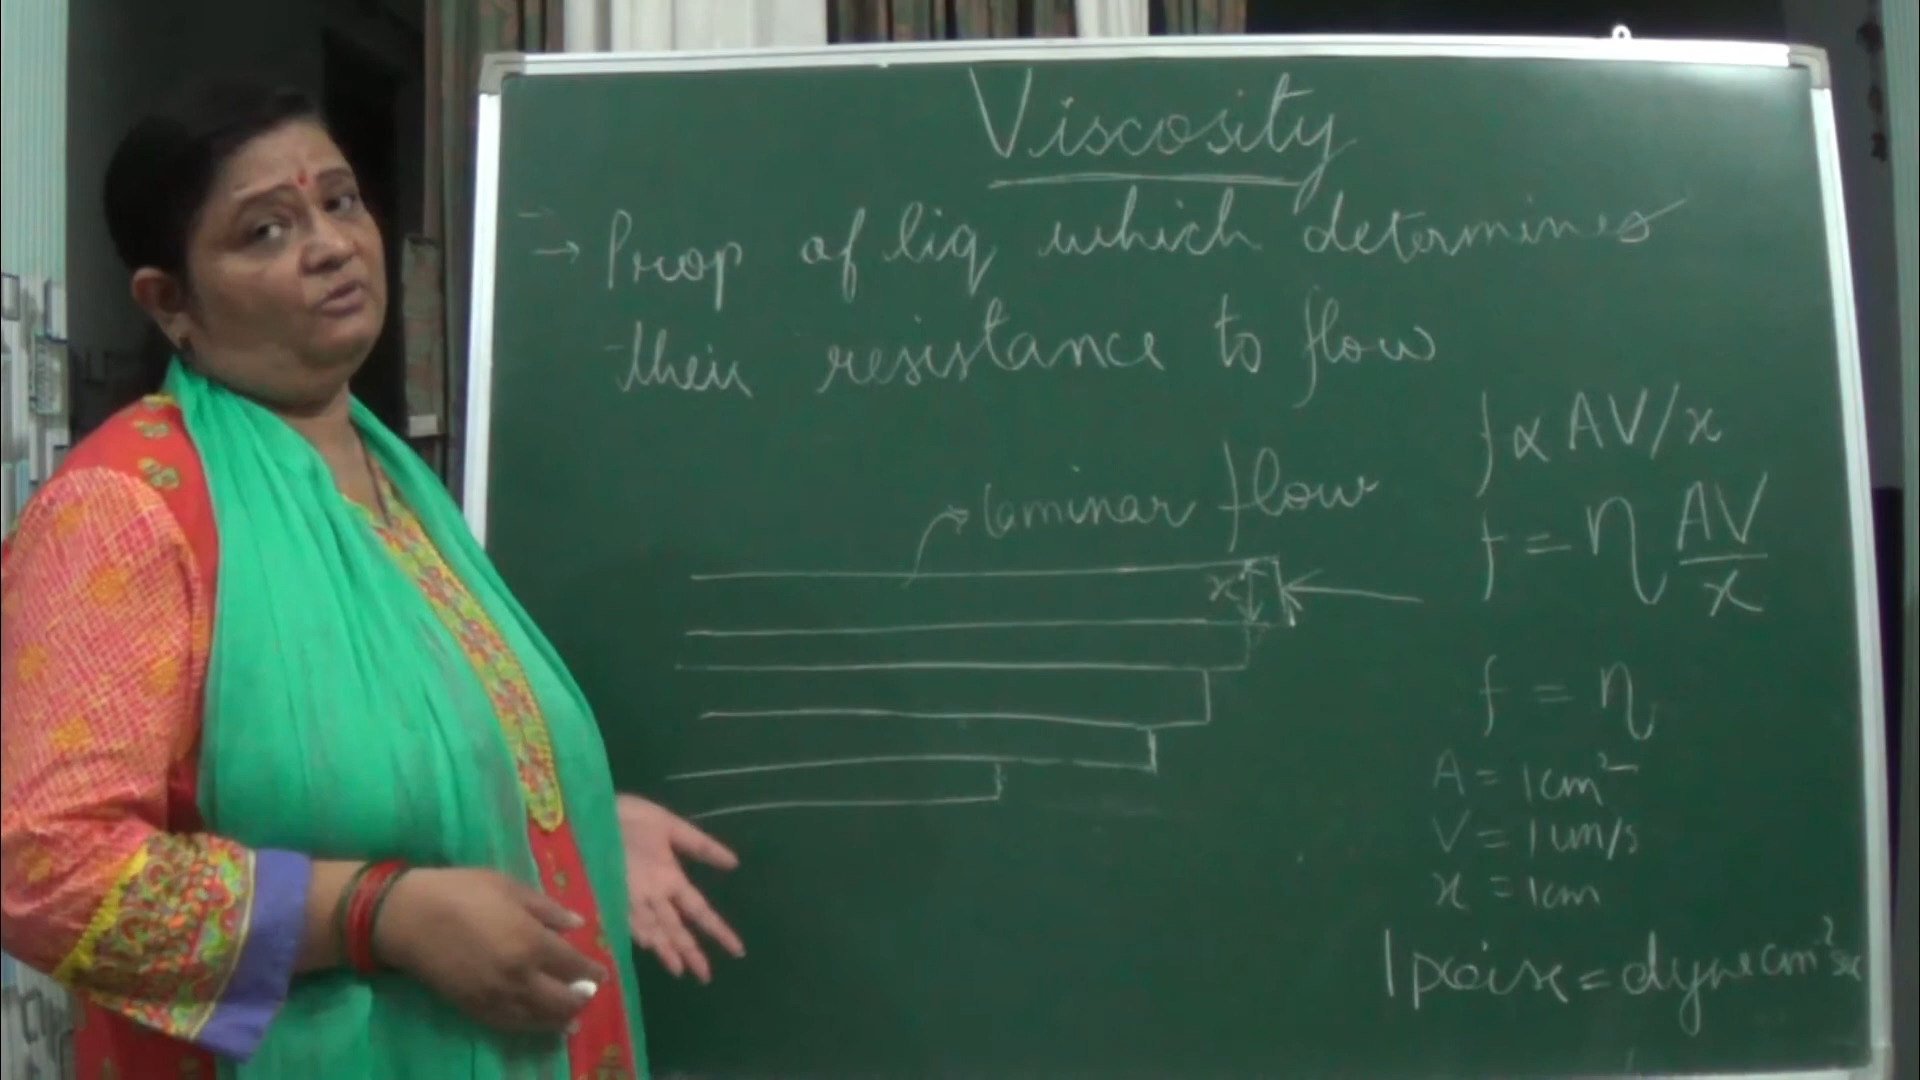 Viscosity
→ Prop of liq which determines
their resistance to flow
f ∝ AV/x
→ laminar flow
f = η AV/x
x
f = η
A = 1cm²
V = 1cm/s
x = 1cm
1 poise = dyne cm⁻² sec